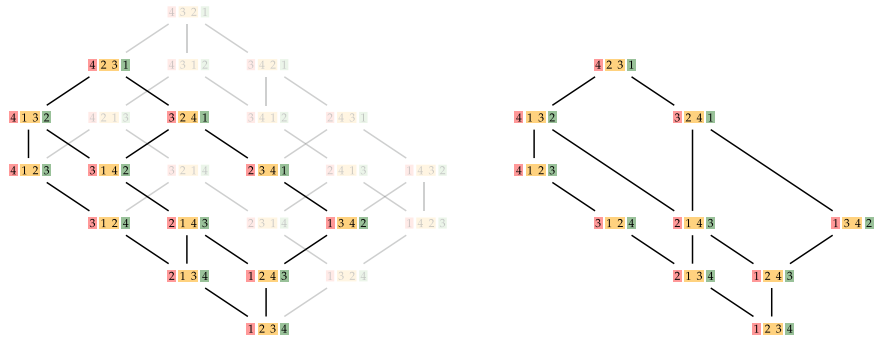 4 3 2 1
4 2 3 1 4 3 1 2 3 4 2 1 4 2 3 1
4 1 3 2 4 2 1 3 3 2 4 1 3 4 1 2 2 4 3 1 4 1 3 2 3 2 4 1
4 1 2 3 3 1 4 2 3 2 1 4 2 3 4 1 2 4 1 3 1 4 3 2 4 1 2 3
3 1 2 4 2 1 4 3 2 3 1 4 1 3 4 2 1 4 2 3 3 1 2 4 2 1 4 3 1 3 4 2
2 1 3 4 1 2 4 3 1 3 2 4 2 1 3 4 1 2 4 3
1 2 3 4 1 2 3 4